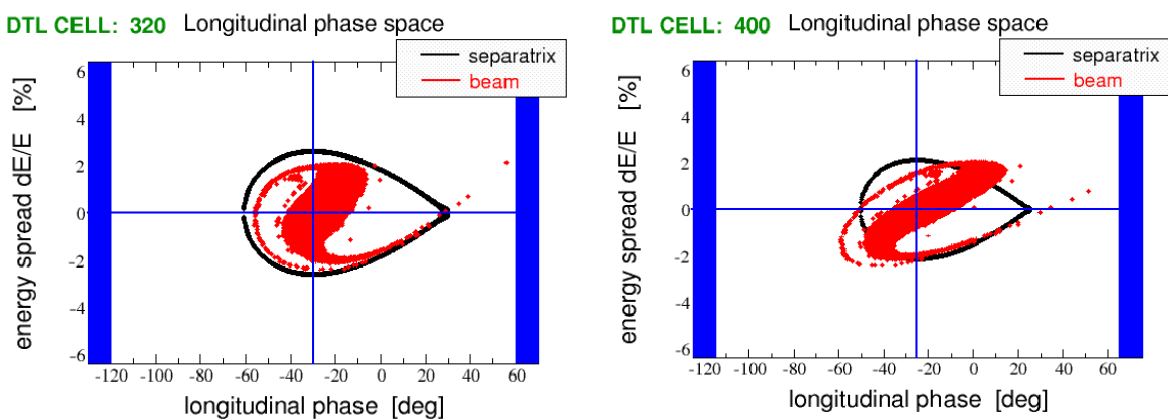 DTL CELL: 320 Longitudinal phase space
separatrix
beam
energy spread dE/E [%]
6
4
2
0
-2
-4
-6
-120 -100 -80 -60 -40 -20 0 20 40 60
longitudinal phase [deg]
DTL CELL: 400 Longitudinal phase space
separatrix
beam
energy spread dE/E [%]
6
4
2
0
-2
-4
-6
-120 -100 -80 -60 -40 -20 0 20 40 60
longitudinal phase [deg]